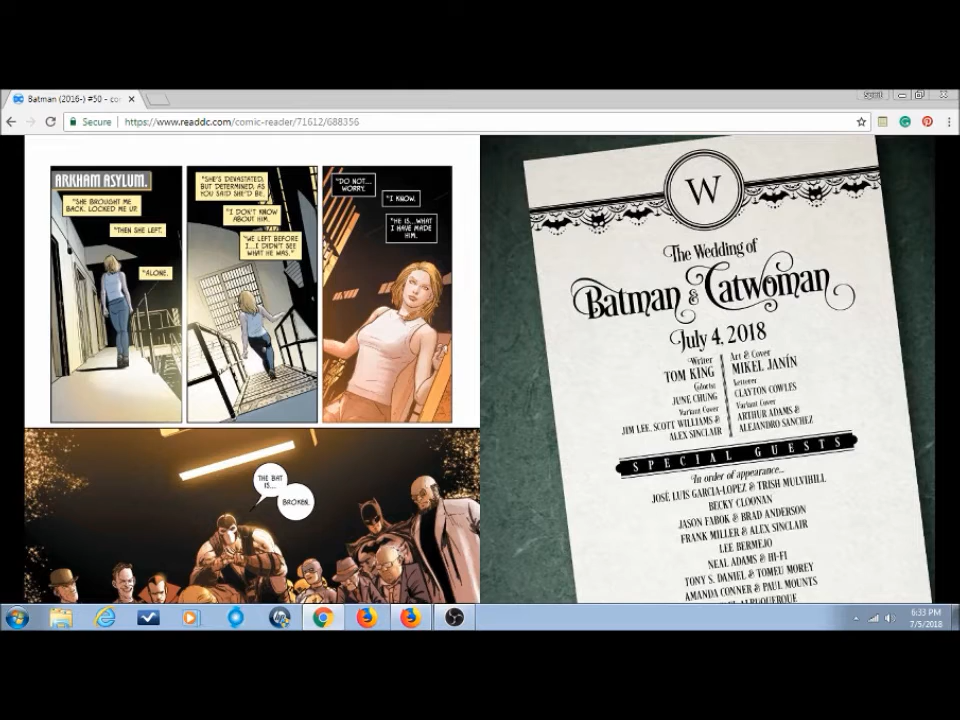 Batman (2016-) #50 - co
Secure
https://www.readdc.com/comic-reader/71612/688356
ARKHAM ASYLUM.
"SHE BROUGHT ME
BACK. LOCKED ME UP.
"THEN SHE LEFT.
"ALONE.
"SHE'S DEVASTATED,
BUT DETERMINED, AS
YOU SAID SHE'D BE.
"I DON'T KNOW
ABOUT HIM.
"WE LEFT BEFORE
I...I DIDN'T SEE
WHAT HE WAS."
"DO NOT...
WORRY.
"I KNOW.
"HE IS...WHAT
I HAVE MADE
HIM.
THE BAT
IS...
BROKEN.
W
The Wedding of
Batman & Catwoman
July 4, 2018
Writer
TOM KING
Colorist
JUNE CHUNG
Variant Cover
JIM LEE, SCOTT WILLIAMS &
ALEX SINCLAIR
Art & Cover
MIKEL JANÍN
Letterer
CLAYTON COWLES
Variant Cover
ARTHUR ADAMS &
ALEJANDRO SANCHEZ
SPECIAL GUESTS
In order of appearance...
JOSÉ LUIS GARCIA-LOPEZ & TRISH MULVIHILL
BECKY CLOONAN
JASON FABOK & BRAD ANDERSON
FRANK MILLER & ALEX SINCLAIR
LEE BERMEJO
NEAL ADAMS & HI-FI
TONY S. DANIEL & TOMEU MOREY
AMANDA CONNER & PAUL MOUNTS
ALBUQUERQUE
6:33 PM
7/5/2018